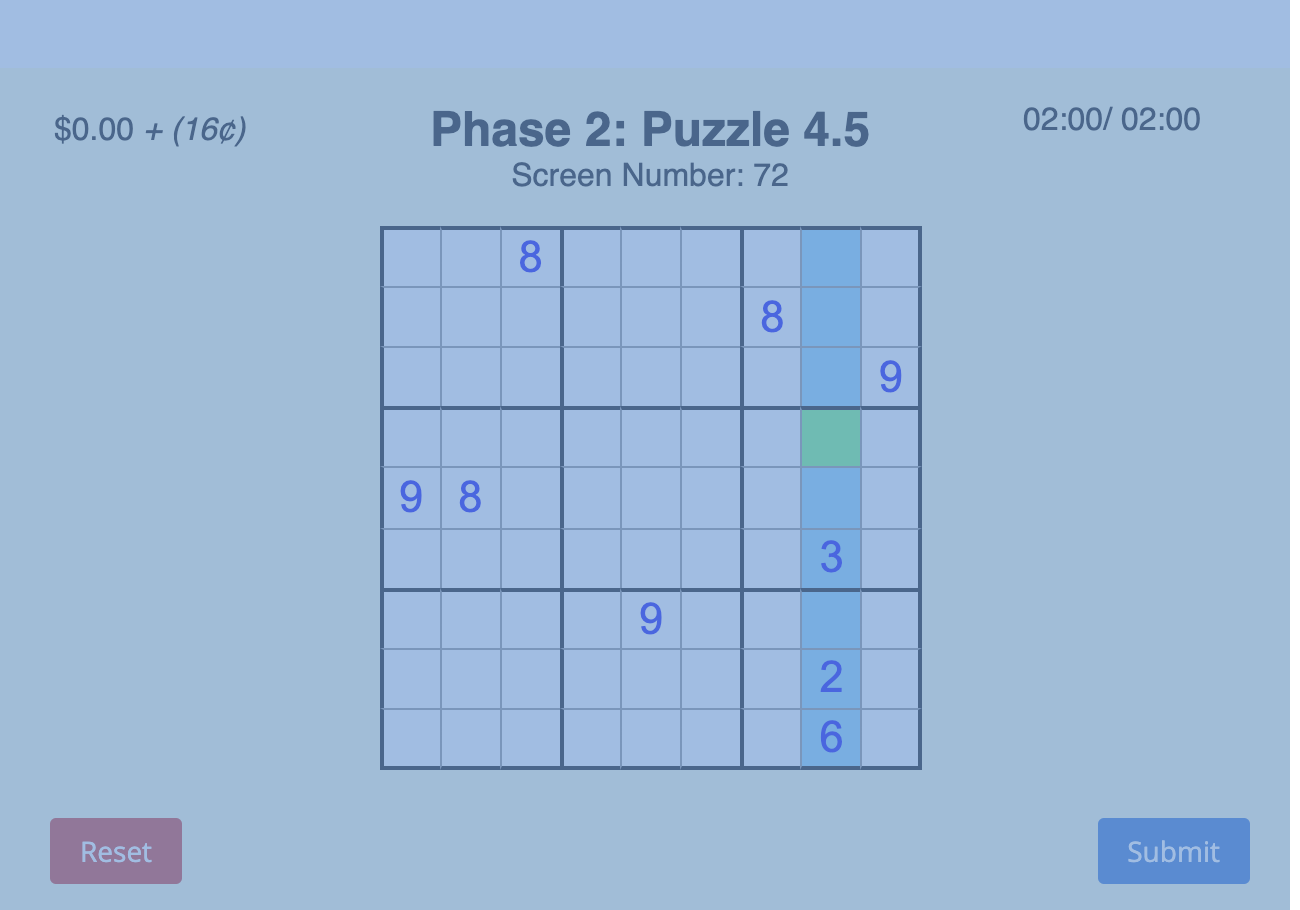 $0.00 + (16¢)
Phase 2: Puzzle 4.5
02:00/ 02:00
Screen Number: 72
8
8
9
9 8
3
9
2
6
Reset
Submit